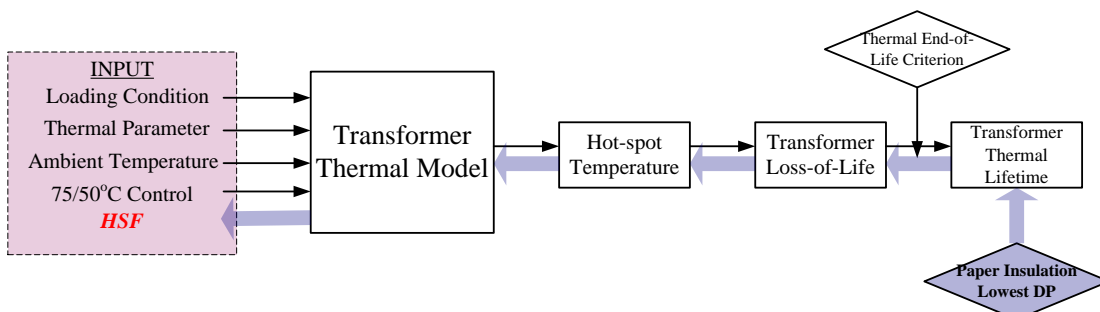 INPUT
Loading Condition
Thermal Parameter
Ambient Temperature
75/50°C Control
HSF
Transformer
Thermal Model
Hot-spot
Temperature
Transformer
Loss-of-Life
Thermal End-of-
Life Criterion
Transformer
Thermal
Lifetime
Paper Insulation
Lowest DP